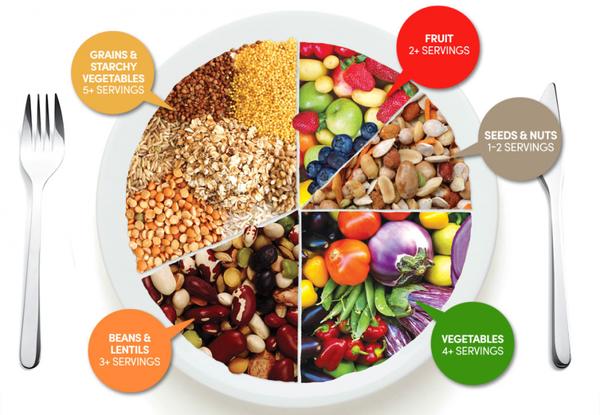 GRAINS &
STARCHY
VEGETABLES
5+ SERVINGS
FRUIT
2+ SERVINGS
SEEDS & NUTS
1-2 SERVINGS
BEANS &
LENTILS
3+ SERVINGS
VEGETABLES
4+ SERVINGS